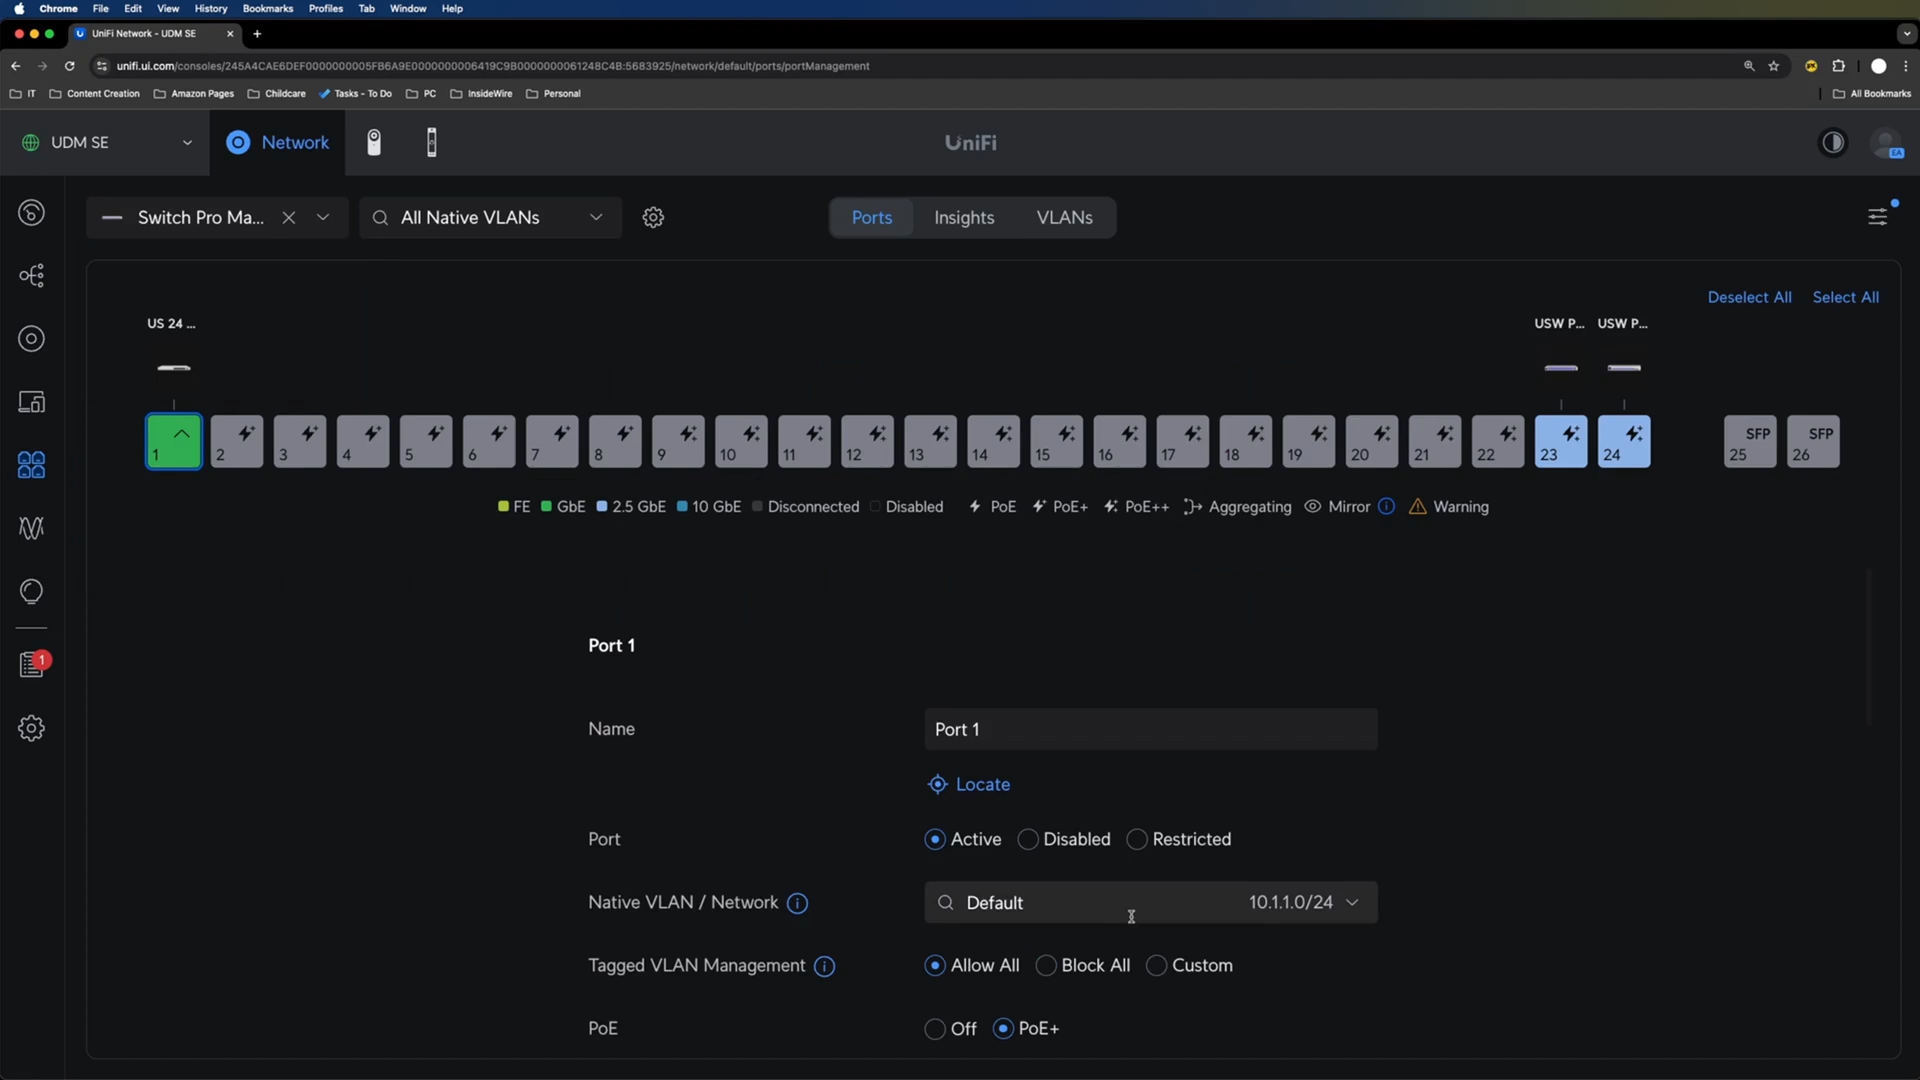 Chrome File Edit View History Bookmarks Profiles Tab Window Help
UniFi Network - UDM SE
unifi.ui.com/consoles/245A4CAE6DEF0000000005FB6A9E0000000006419C9B0000000061248C4B:5683925/network/default/ports/portManagement
IT Content Creation Amazon Pages Childcare Tasks - To Do PC InsideWire Personal All Bookmarks
UDM SE Network UniFi EA
Switch Pro Ma... All Native VLANs Ports Insights VLANs
Deselect All Select All
US 24 ... USW P... USW P...
SFP SFP
1 2 3 4 5 6 7 8 9 10 11 12 13 14 15 16 17 18 19 20 21 22 23 24 25 26
FE GbE 2.5 GbE 10 GbE Disconnected Disabled PoE PoE+ PoE++ Aggregating Mirror Warning
Port 1
1
Name Port 1
Locate
Port Active Disabled Restricted
Native VLAN / Network Default 10.1.1.0/24
Tagged VLAN Management Allow All Block All Custom
PoE Off PoE+